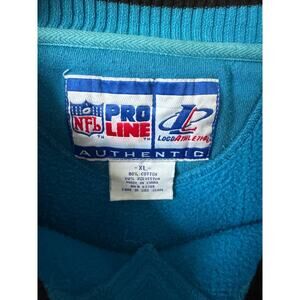 NFL PRO LINE
LOGO ATHLETIC
AUTHENTIC
-XL-
80% COTTON
20% POLYESTER
MADE IN CHINA